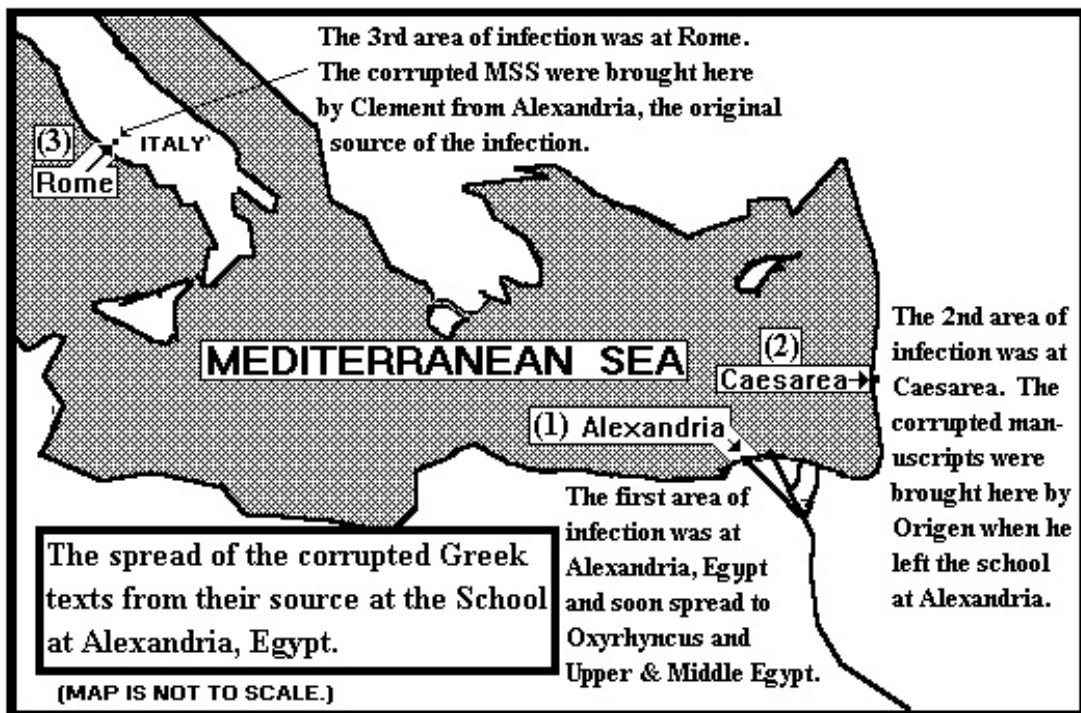 The 3rd area of infection was at Rome.
The corrupted MSS were brought here
by Clement from Alexandria, the original
source of the infection.
(3)
ITALY
Rome
MEDITERRANEAN SEA
(2)
Caesarea
The 2nd area of
infection was at
Caesarea. The
corrupted man-
uscripts were
brought here by
Origen when he
left the school
at Alexandria.
(1) Alexandria
The first area of
infection was at
Alexandria, Egypt
and soon spread to
Oxyrhyncus and
Upper & Middle Egypt.
The spread of the corrupted Greek
texts from their source at the School
at Alexandria, Egypt.
(MAP IS NOT TO SCALE.)